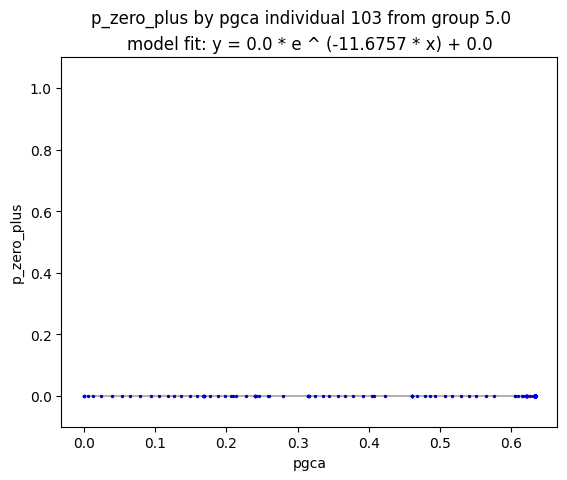 p_zero_plus by pgca individual 103 from group 5.0
model fit: y = 0.0 * e ^ (-11.6757 * x) + 0.0
1.0
0.8
0.6
0.4
0.2
0.0
p_zero_plus
0.0 0.1 0.2 0.3 0.4 0.5 0.6
pgca